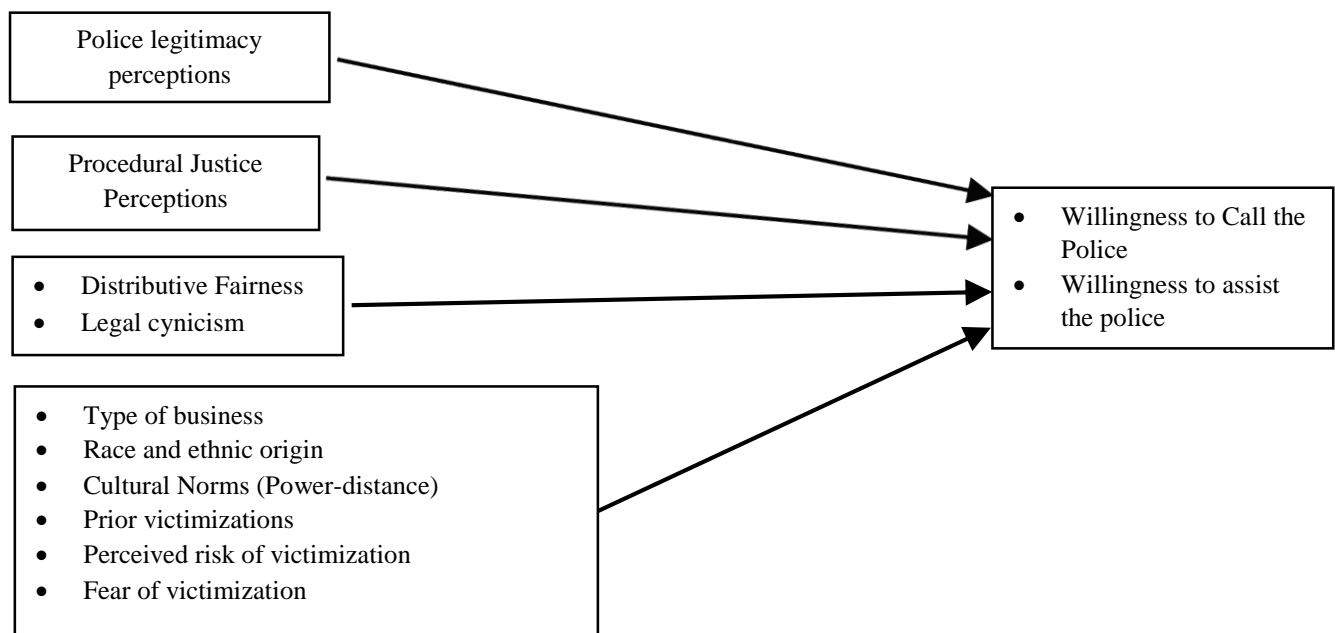 Police legitimacy
perceptions
Procedural Justice
Perceptions
• Distributive Fairness
• Legal cynicism
• Type of business
• Race and ethnic origin
• Cultural Norms (Power-distance)
• Prior victimizations
• Perceived risk of victimization
• Fear of victimization
• Willingness to Call the
Police
• Willingness to assist
the police